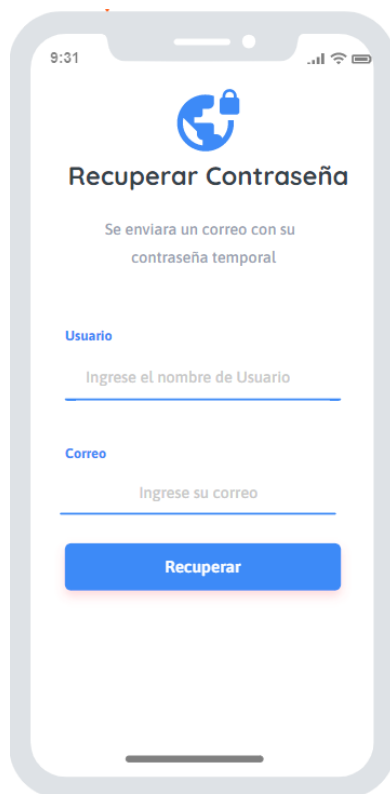 9:31
Recuperar Contraseña
Se enviara un correo con su
contraseña temporal
Usuario
Ingrese el nombre de Usuario
Correo
Ingrese su correo
Recuperar